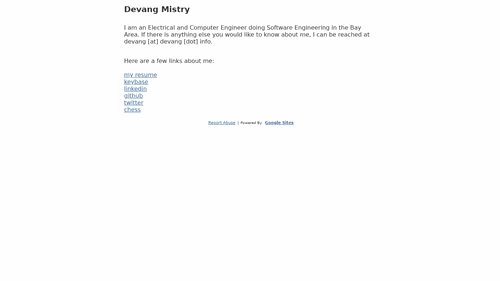 Devang Mistry
I am an Electrical and Computer Engineer doing Software Engineering in the Bay
Area. If there is anything else you would like to know about me, I can be reached at
devang [at] devang [dot] info.
Here are a few links about me:
my resume
keybase
linkedin
github
twitter
chess
Report Abuse | Powered By Google Sites